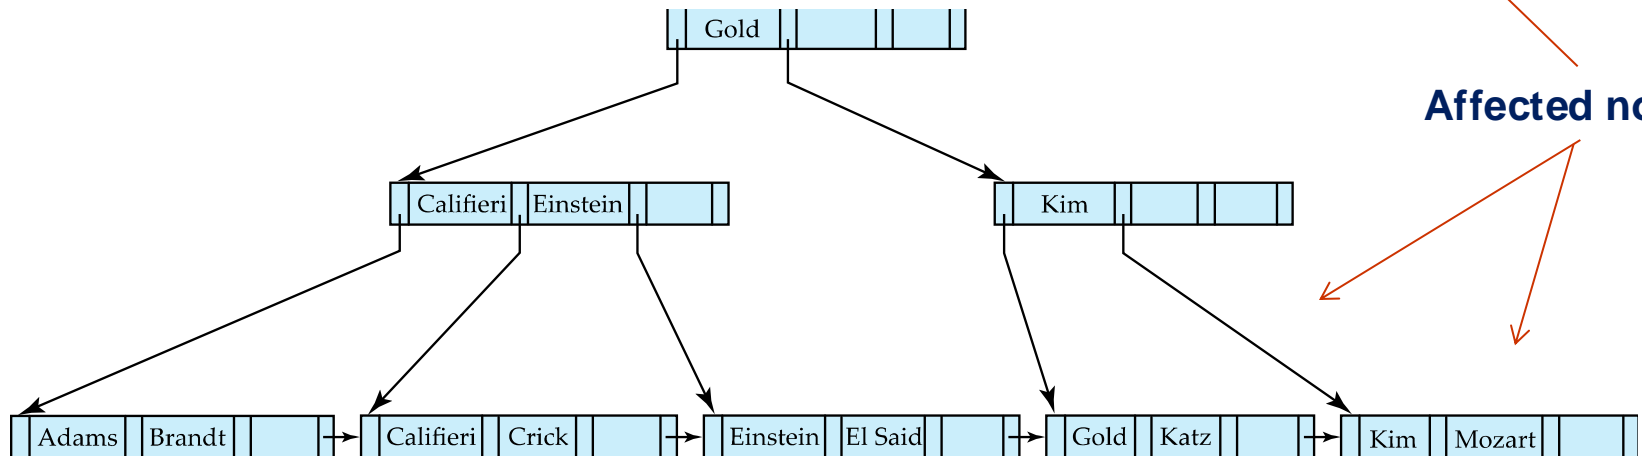 Gold
Affected
Califieri Einstein
Kim
Adams Brandt
Califieri Crick
Einstein El Said
Gold Katz
Kim Mozart